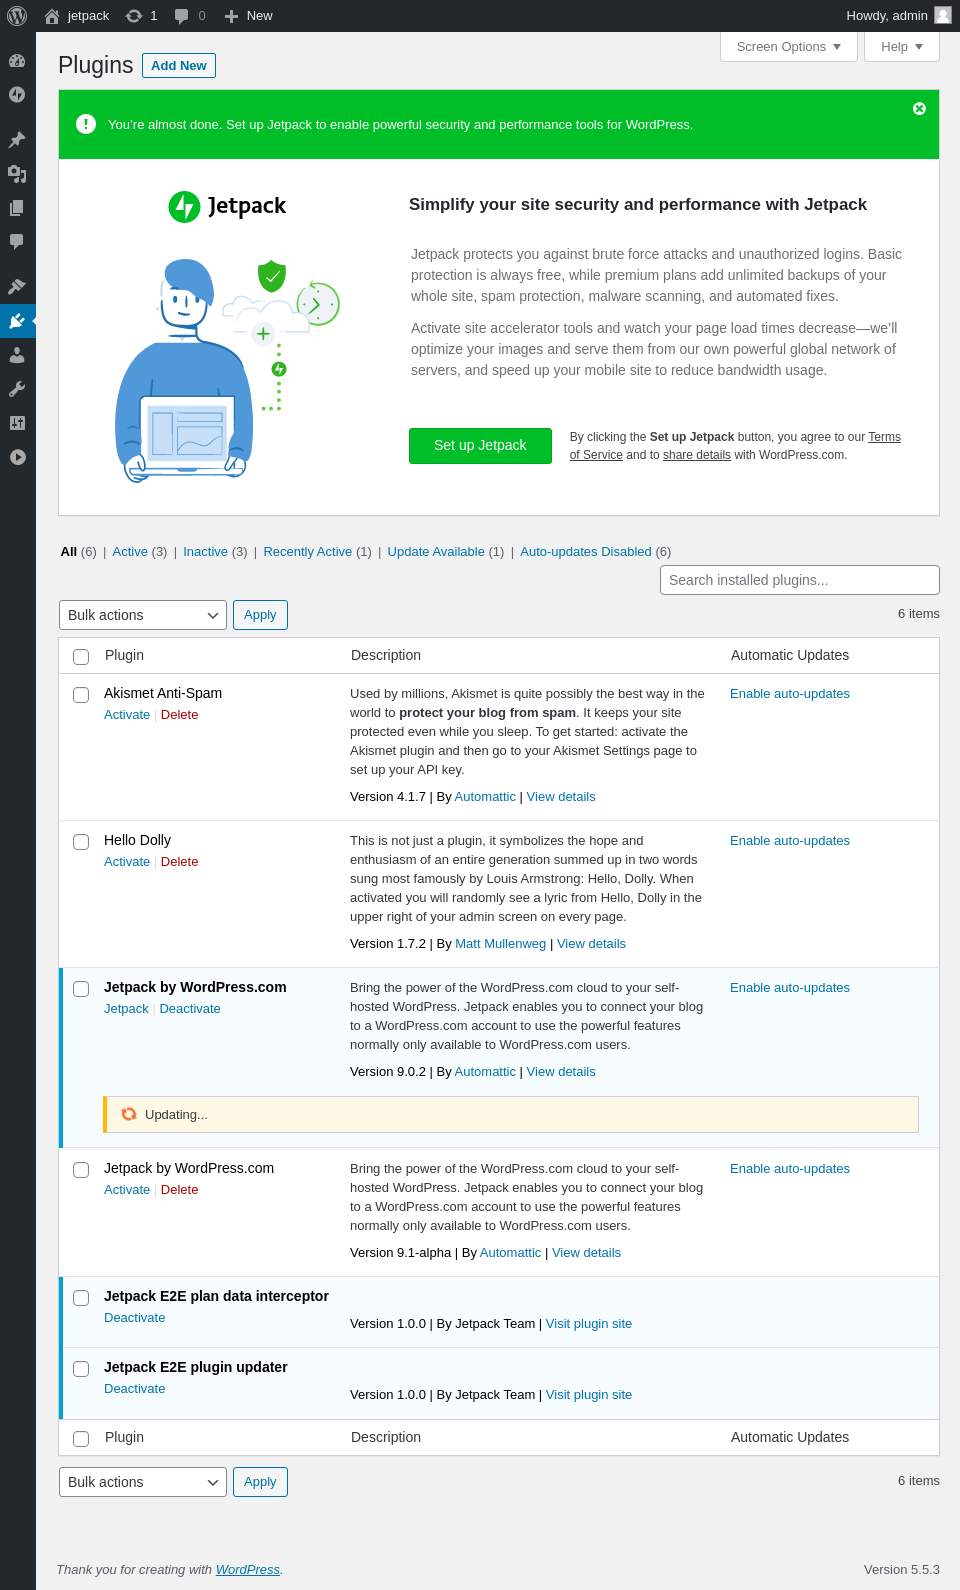 jetpack 1 0 New Howdy, admin
Screen Options Help
Plugins Add New
You're almost done. Set up Jetpack to enable powerful security and performance tools for WordPress.
Jetpack
Simplify your site security and performance with Jetpack
Jetpack protects you against brute force attacks and unauthorized logins. Basic
protection is always free, while premium plans add unlimited backups of your
whole site, spam protection, malware scanning, and automated fixes.
Activate site accelerator tools and watch your page load times decrease—we'll
optimize your images and serve them from our own powerful global network of
servers, and speed up your mobile site to reduce bandwidth usage.
Set up Jetpack
By clicking the Set up Jetpack button, you agree to our Terms
of Service and to share details with WordPress.com.
All (6) | Active (3) | Inactive (3) | Recently Active (1) | Update Available (1) | Auto-updates Disabled (6)
Search installed plugins...
Bulk actions Apply 6 items
Plugin Description Automatic Updates
Akismet Anti-Spam
Activate | Delete
Used by millions, Akismet is quite possibly the best way in the
world to protect your blog from spam. It keeps your site
protected even while you sleep. To get started: activate the
Akismet plugin and then go to your Akismet Settings page to
set up your API key.
Version 4.1.7 | By Automattic | View details
Enable auto-updates
Hello Dolly
Activate | Delete
This is not just a plugin, it symbolizes the hope and
enthusiasm of an entire generation summed up in two words
sung most famously by Louis Armstrong: Hello, Dolly. When
activated you will randomly see a lyric from Hello, Dolly in the
upper right of your admin screen on every page.
Version 1.7.2 | By Matt Mullenweg | View details
Enable auto-updates
Jetpack by WordPress.com
Jetpack | Deactivate
Bring the power of the WordPress.com cloud to your self-
hosted WordPress. Jetpack enables you to connect your blog
to a WordPress.com account to use the powerful features
normally only available to WordPress.com users.
Version 9.0.2 | By Automattic | View details
Enable auto-updates
Updating...
Jetpack by WordPress.com
Activate | Delete
Bring the power of the WordPress.com cloud to your self-
hosted WordPress. Jetpack enables you to connect your blog
to a WordPress.com account to use the powerful features
normally only available to WordPress.com users.
Version 9.1-alpha | By Automattic | View details
Enable auto-updates
Jetpack E2E plan data interceptor
Deactivate
Version 1.0.0 | By Jetpack Team | Visit plugin site
Jetpack E2E plugin updater
Deactivate
Version 1.0.0 | By Jetpack Team | Visit plugin site
Plugin Description Automatic Updates
Bulk actions Apply 6 items
Thank you for creating with WordPress. Version 5.5.3